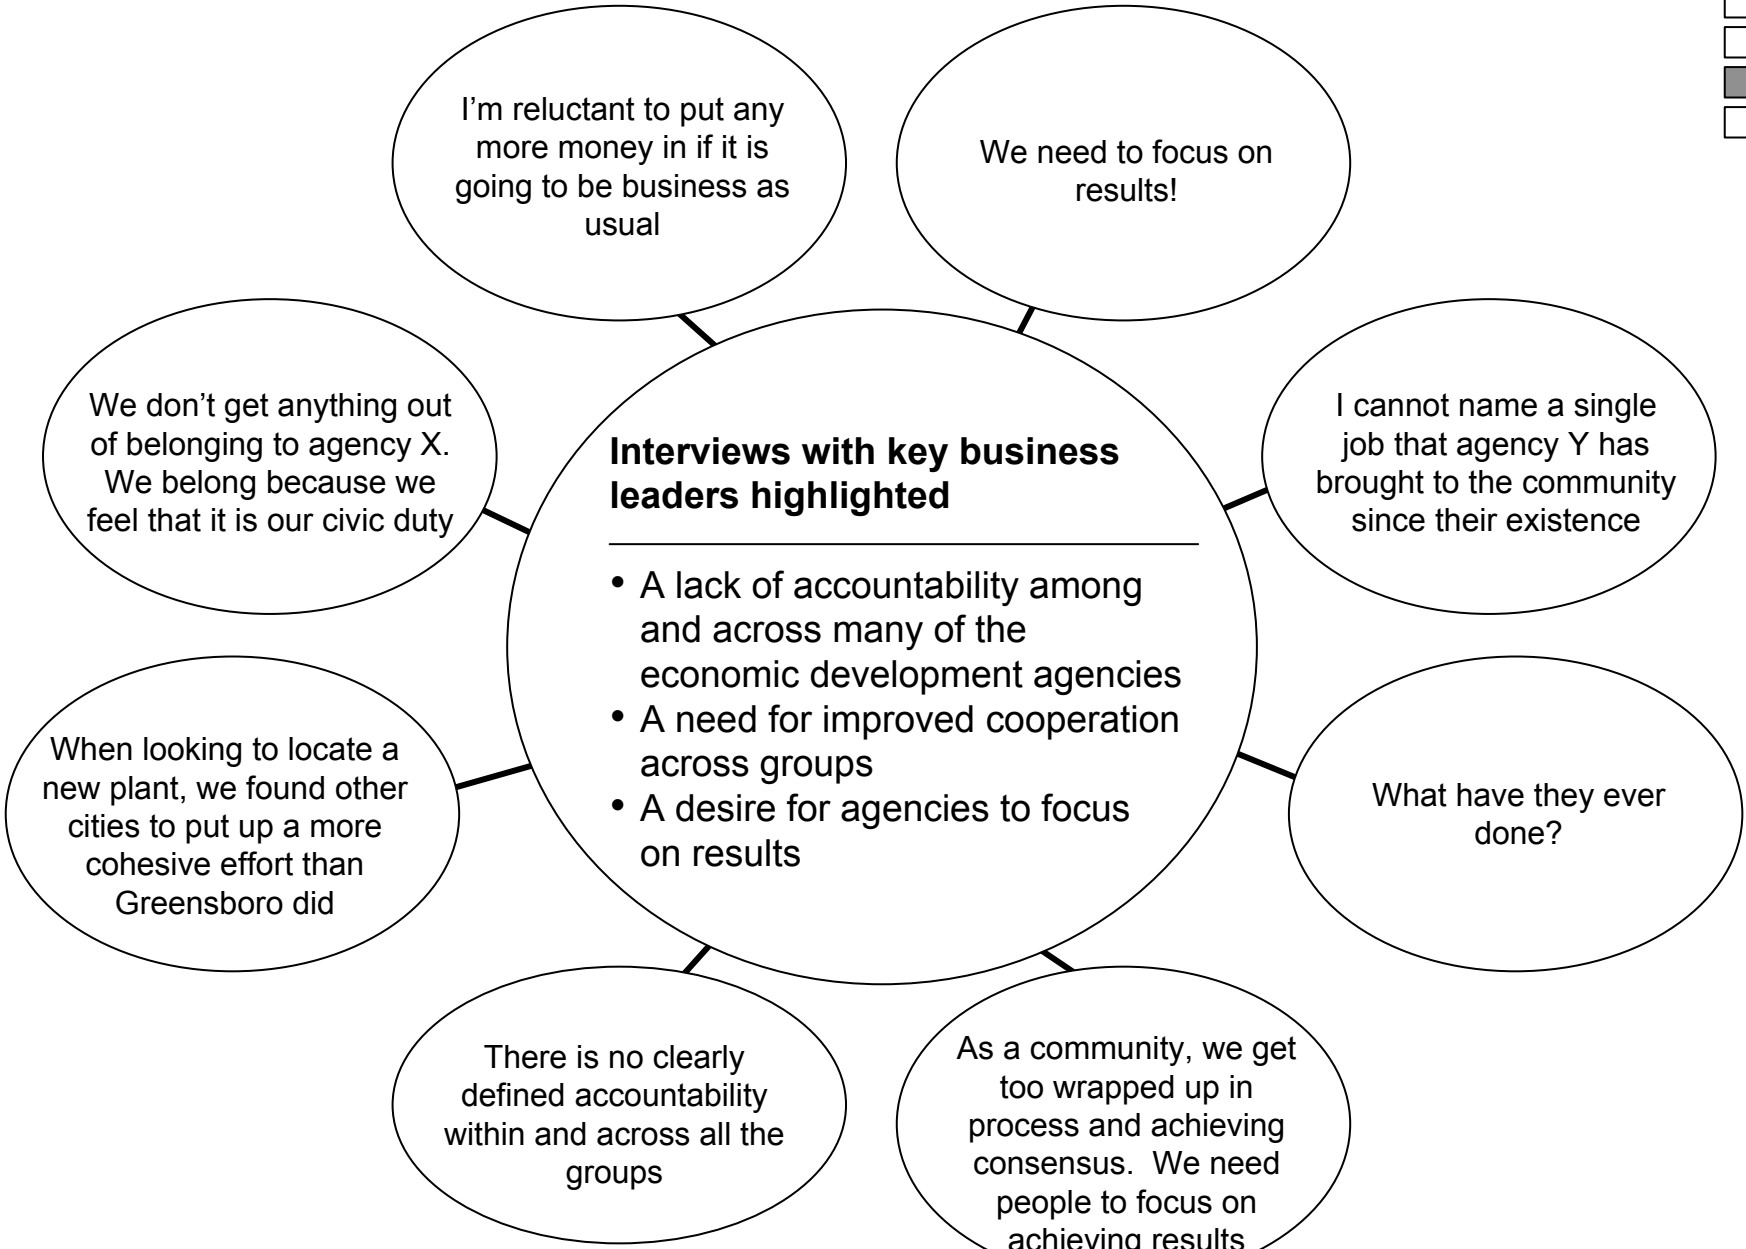 I'm reluctant to put any
more money in if it is
going to be business as
usual
We need to focus on
results!
We don't get anything out
of belonging to agency X.
We belong because we
feel that it is our civic duty
I cannot name a single
job that agency Y has
brought to the community
since their existence
Interviews with key business
leaders highlighted
• A lack of accountability among
and across many of the
economic development agencies
• A need for improved cooperation
across groups
• A desire for agencies to focus
on results
When looking to locate a
new plant, we found other
cities to put up a more
cohesive effort than
Greensboro did
What have they ever
done?
There is no clearly
defined accountability
within and across all the
groups
As a community, we get
too wrapped up in
process and achieving
consensus.  We need
people to focus on
achieving results